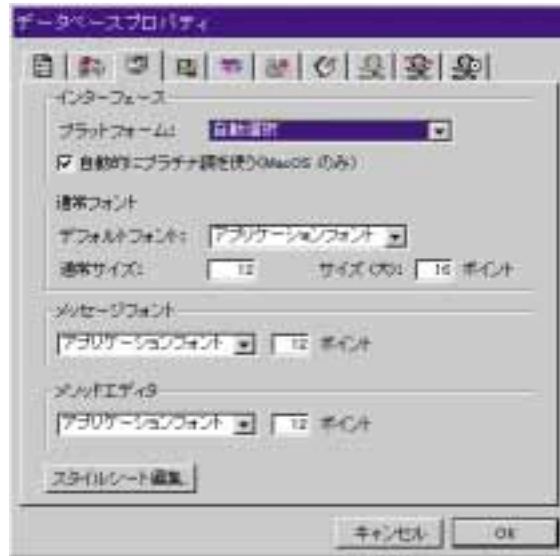 データベースプロパティ
インターフェース
プラットフォーム: 自動選択
自動的にプラチナ調を使う(MacOS のみ)
通常フォント
デフォルトフォント: アプリケーションフォント
通常サイズ: 12 サイズ(大): 16 ポイント
メッセージフォント
アプリケーションフォント 12 ポイント
メソッドエディタ
アプリケーションフォント 12 ポイント
スタイルシート編集
キャンセル OK